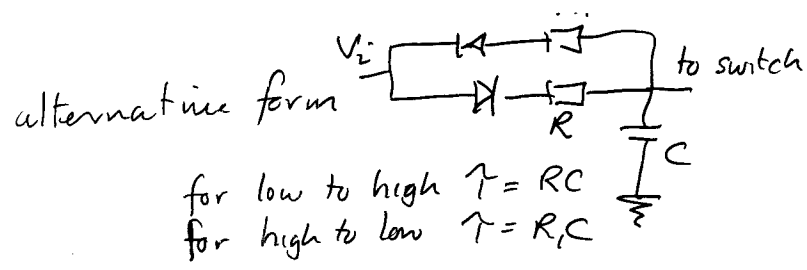 Vi
to switch
alternative form
R
C
for low to high τ = RC
for high to low τ = R₁C